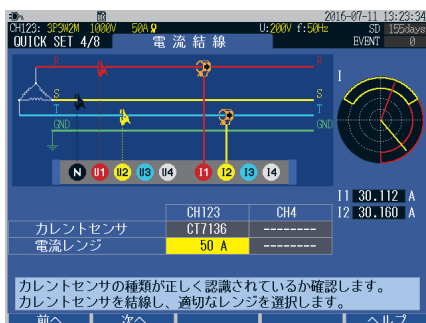 2016-07-11 13:23:34
CH123: 3P3W2M 1000V 50A U:200V f:50Hz SD 155days
QUICK SET 4/8 電流結線 EVENT 0
R R I
S S
T T
GND GND
N U1 U2 U3 U4 I1 I2 I3 I4
I1 30.112 A
CH123 CH4 I2 30.160 A
カレントセンサ CT7136 --------
電流レンジ 50 A --------
カレントセンサの種類が正しく認識されているか確認します。
カレントセンサを結線し、適切なレンジを選択します。
前へ 次へ ヘルプ